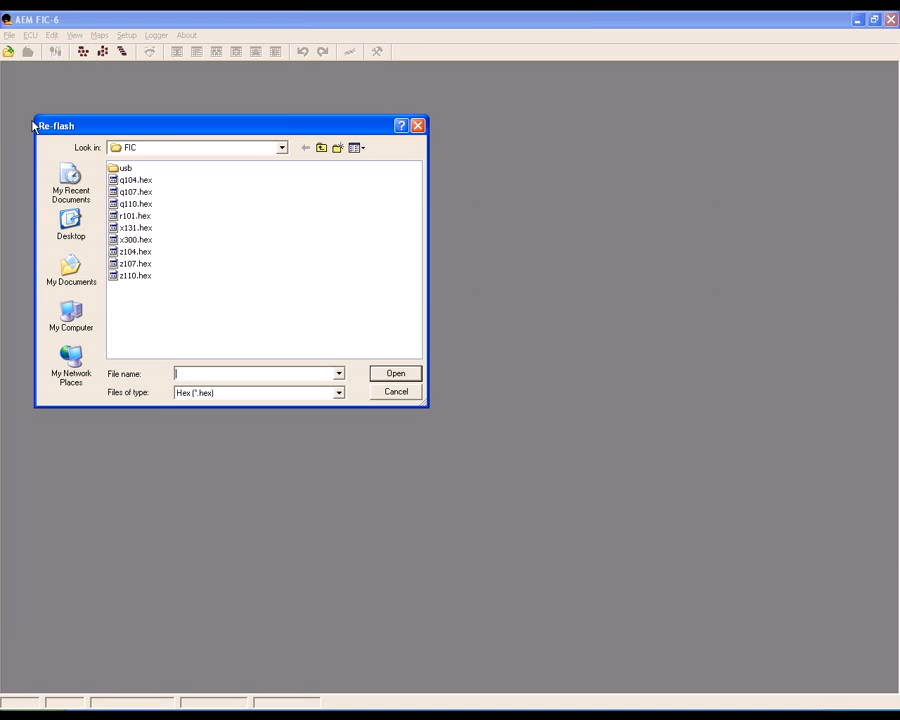 AEM FIC-6
File ECU Edit View Maps Setup Logger About
Re-flash
Look in: FIC
My Recent Documents
Desktop
My Documents
My Computer
My Network Places
usb
q104.hex
q107.hex
q110.hex
r101.hex
x131.hex
x300.hex
z104.hex
z107.hex
z110.hex
File name: Open
Files of type: Hex (*.hex) Cancel